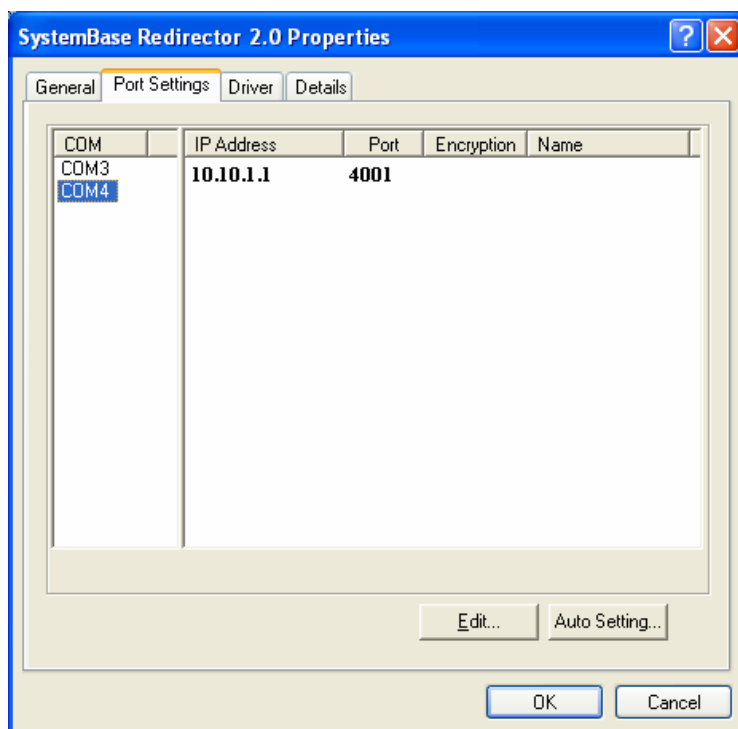 SystemBase Redirector 2.0 Properties
General Port Settings Driver Details
COM IP Address Port Encryption Name
COM3 10.10.1.1 4001
COM4
Edit... Auto Setting...
OK Cancel